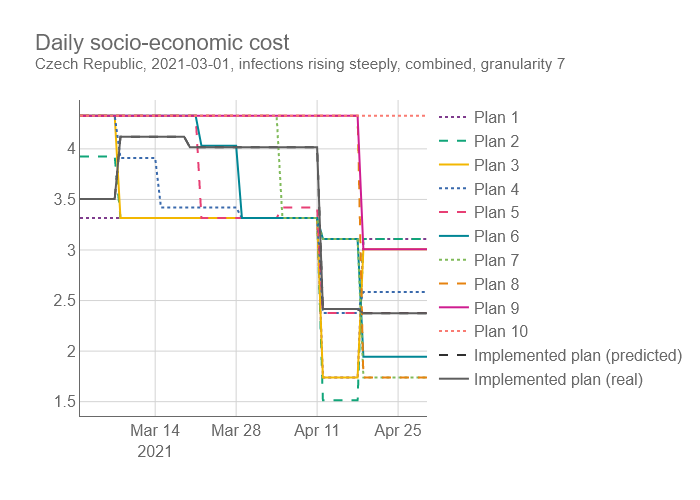 Daily socio-economic cost
Czech Republic, 2021-03-01, infections rising steeply, combined, granularity 7
4
3.5
3
2.5
2
1.5
Mar 14
2021
Mar 28
Apr 11
Apr 25
Plan 1
Plan 2
Plan 3
Plan 4
Plan 5
Plan 6
Plan 7
Plan 8
Plan 9
Plan 10
Implemented plan (predicted)
Implemented plan (real)